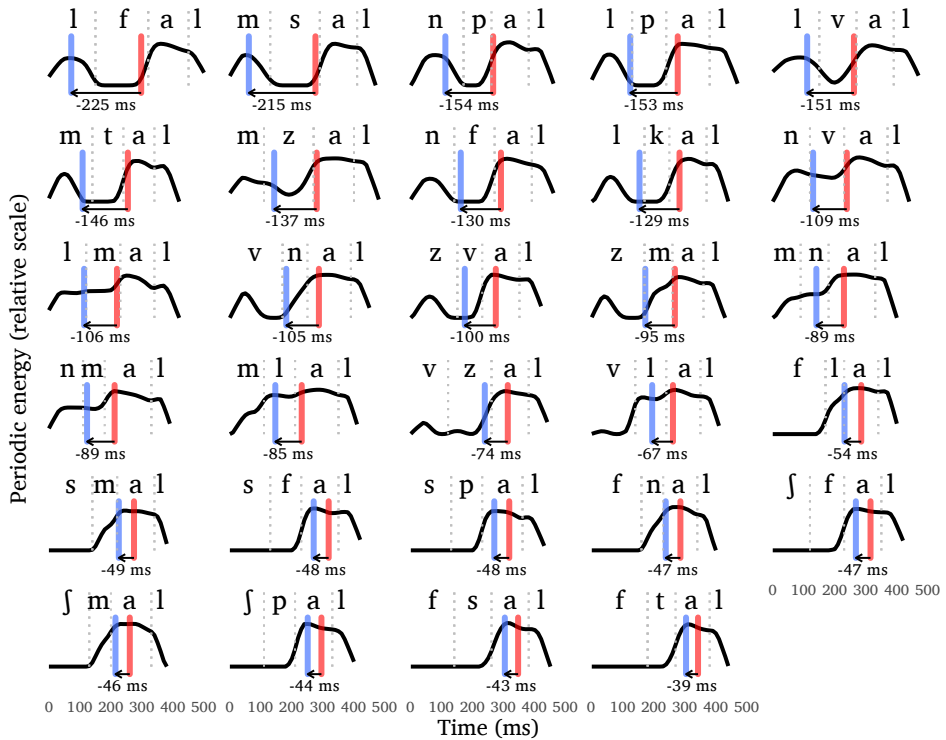 l f a l m s a l n p a l l p a l l v a l
-225 ms -215 ms -154 ms -153 ms -151 ms
m t a l m z a l n f a l l k a l n v a l
-146 ms -137 ms -130 ms -129 ms -109 ms
l m a l v n a l z v a l z m a l m n a l
-106 ms -105 ms -100 ms -95 ms -89 ms
n m a l m l a l v z a l v l a l f l a l
-89 ms -85 ms -74 ms -67 ms -54 ms
s m a l s f a l s p a l f n a l ʃ f a l
-49 ms -48 ms -48 ms -47 ms -47 ms
0 100 200 300 400 500
ʃ m a l ʃ p a l f s a l f t a l
-46 ms -44 ms -43 ms -39 ms
0 100 200 300 400 500 0 100 200 300 400 500 0 100 200 300 400 500 0 100 200 300 400 500
Time (ms)
Periodic energy (relative scale)